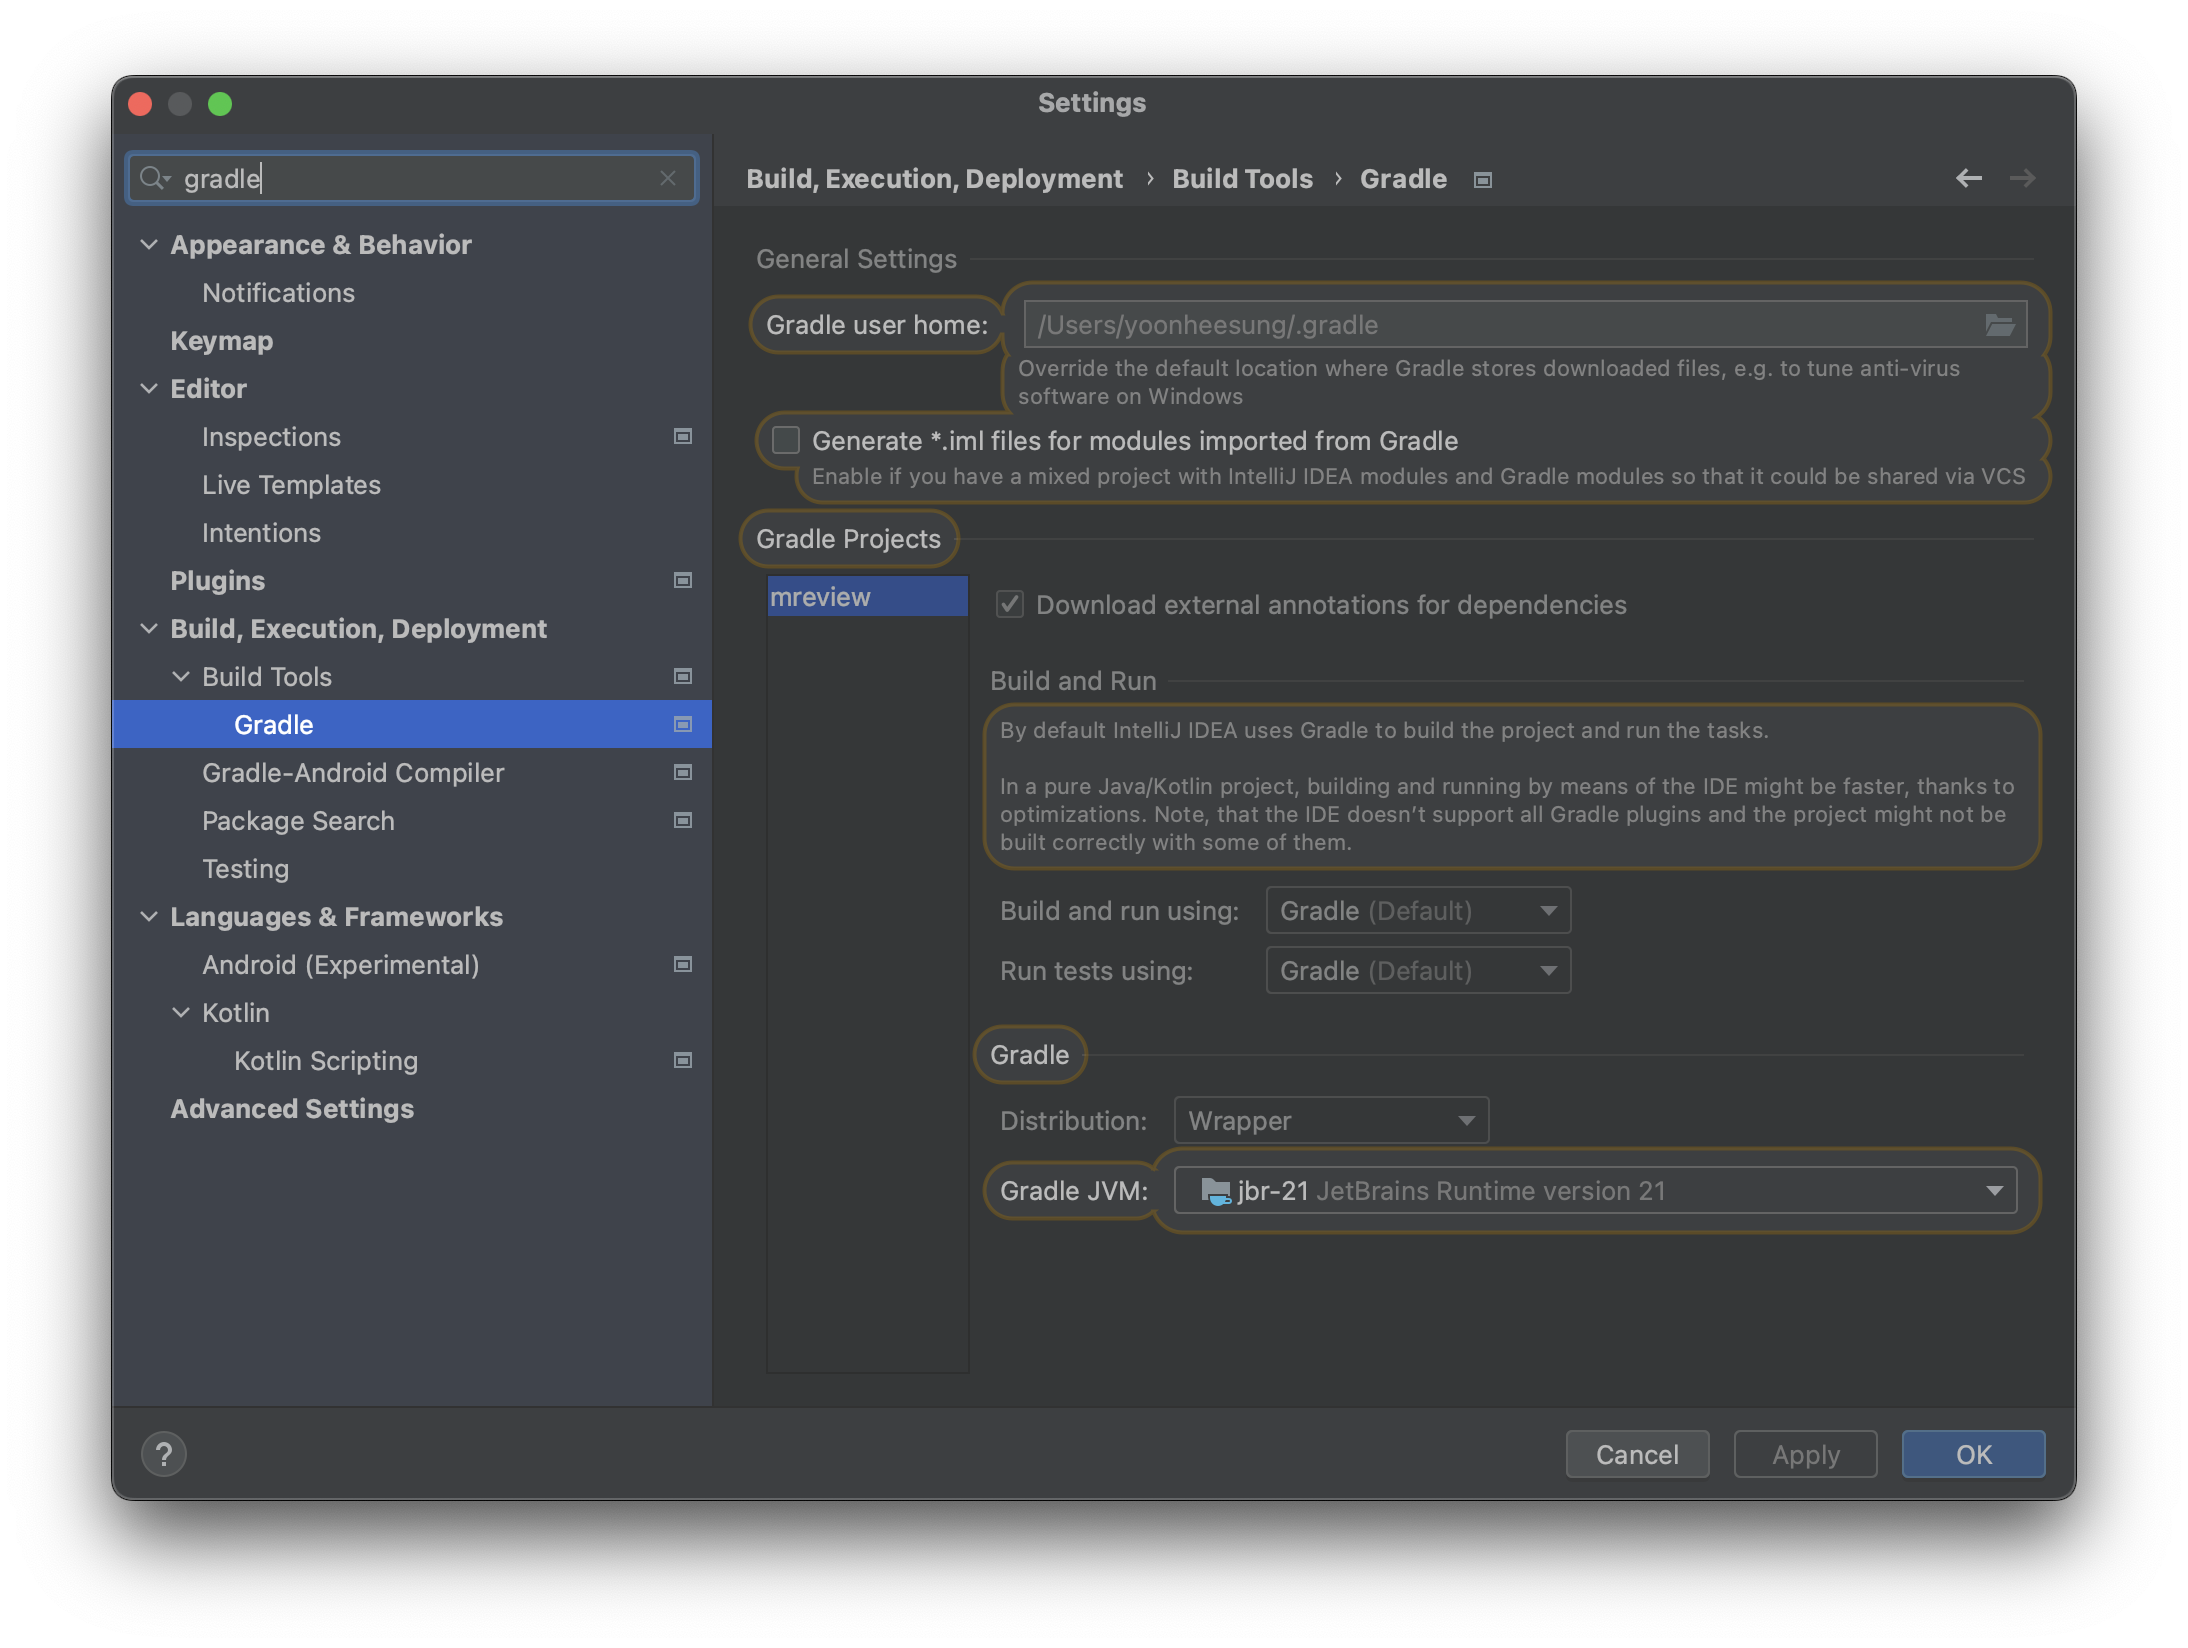 Settings
gradle
Appearance & Behavior
Notifications
Keymap
Editor
Inspections
Live Templates
Intentions
Plugins
Build, Execution, Deployment
Build Tools
Gradle
Gradle-Android Compiler
Package Search
Testing
Languages & Frameworks
Android (Experimental)
Kotlin
Kotlin Scripting
Advanced Settings
Build, Execution, Deployment › Build Tools › Gradle
General Settings
Gradle user home: /Users/yoonheesung/.gradle
Override the default location where Gradle stores downloaded files, e.g. to tune anti-virus
software on Windows
Generate *.iml files for modules imported from Gradle
Enable if you have a mixed project with IntelliJ IDEA modules and Gradle modules so that it could be shared via VCS
Gradle Projects
mreview
Download external annotations for dependencies
Build and Run
By default IntelliJ IDEA uses Gradle to build the project and run the tasks.
In a pure Java/Kotlin project, building and running by means of the IDE might be faster, thanks to
optimizations. Note, that the IDE doesn't support all Gradle plugins and the project might not be
built correctly with some of them.
Build and run using: Gradle (Default)
Run tests using: Gradle (Default)
Gradle
Distribution: Wrapper
Gradle JVM: jbr-21 JetBrains Runtime version 21
?
Cancel
Apply
OK